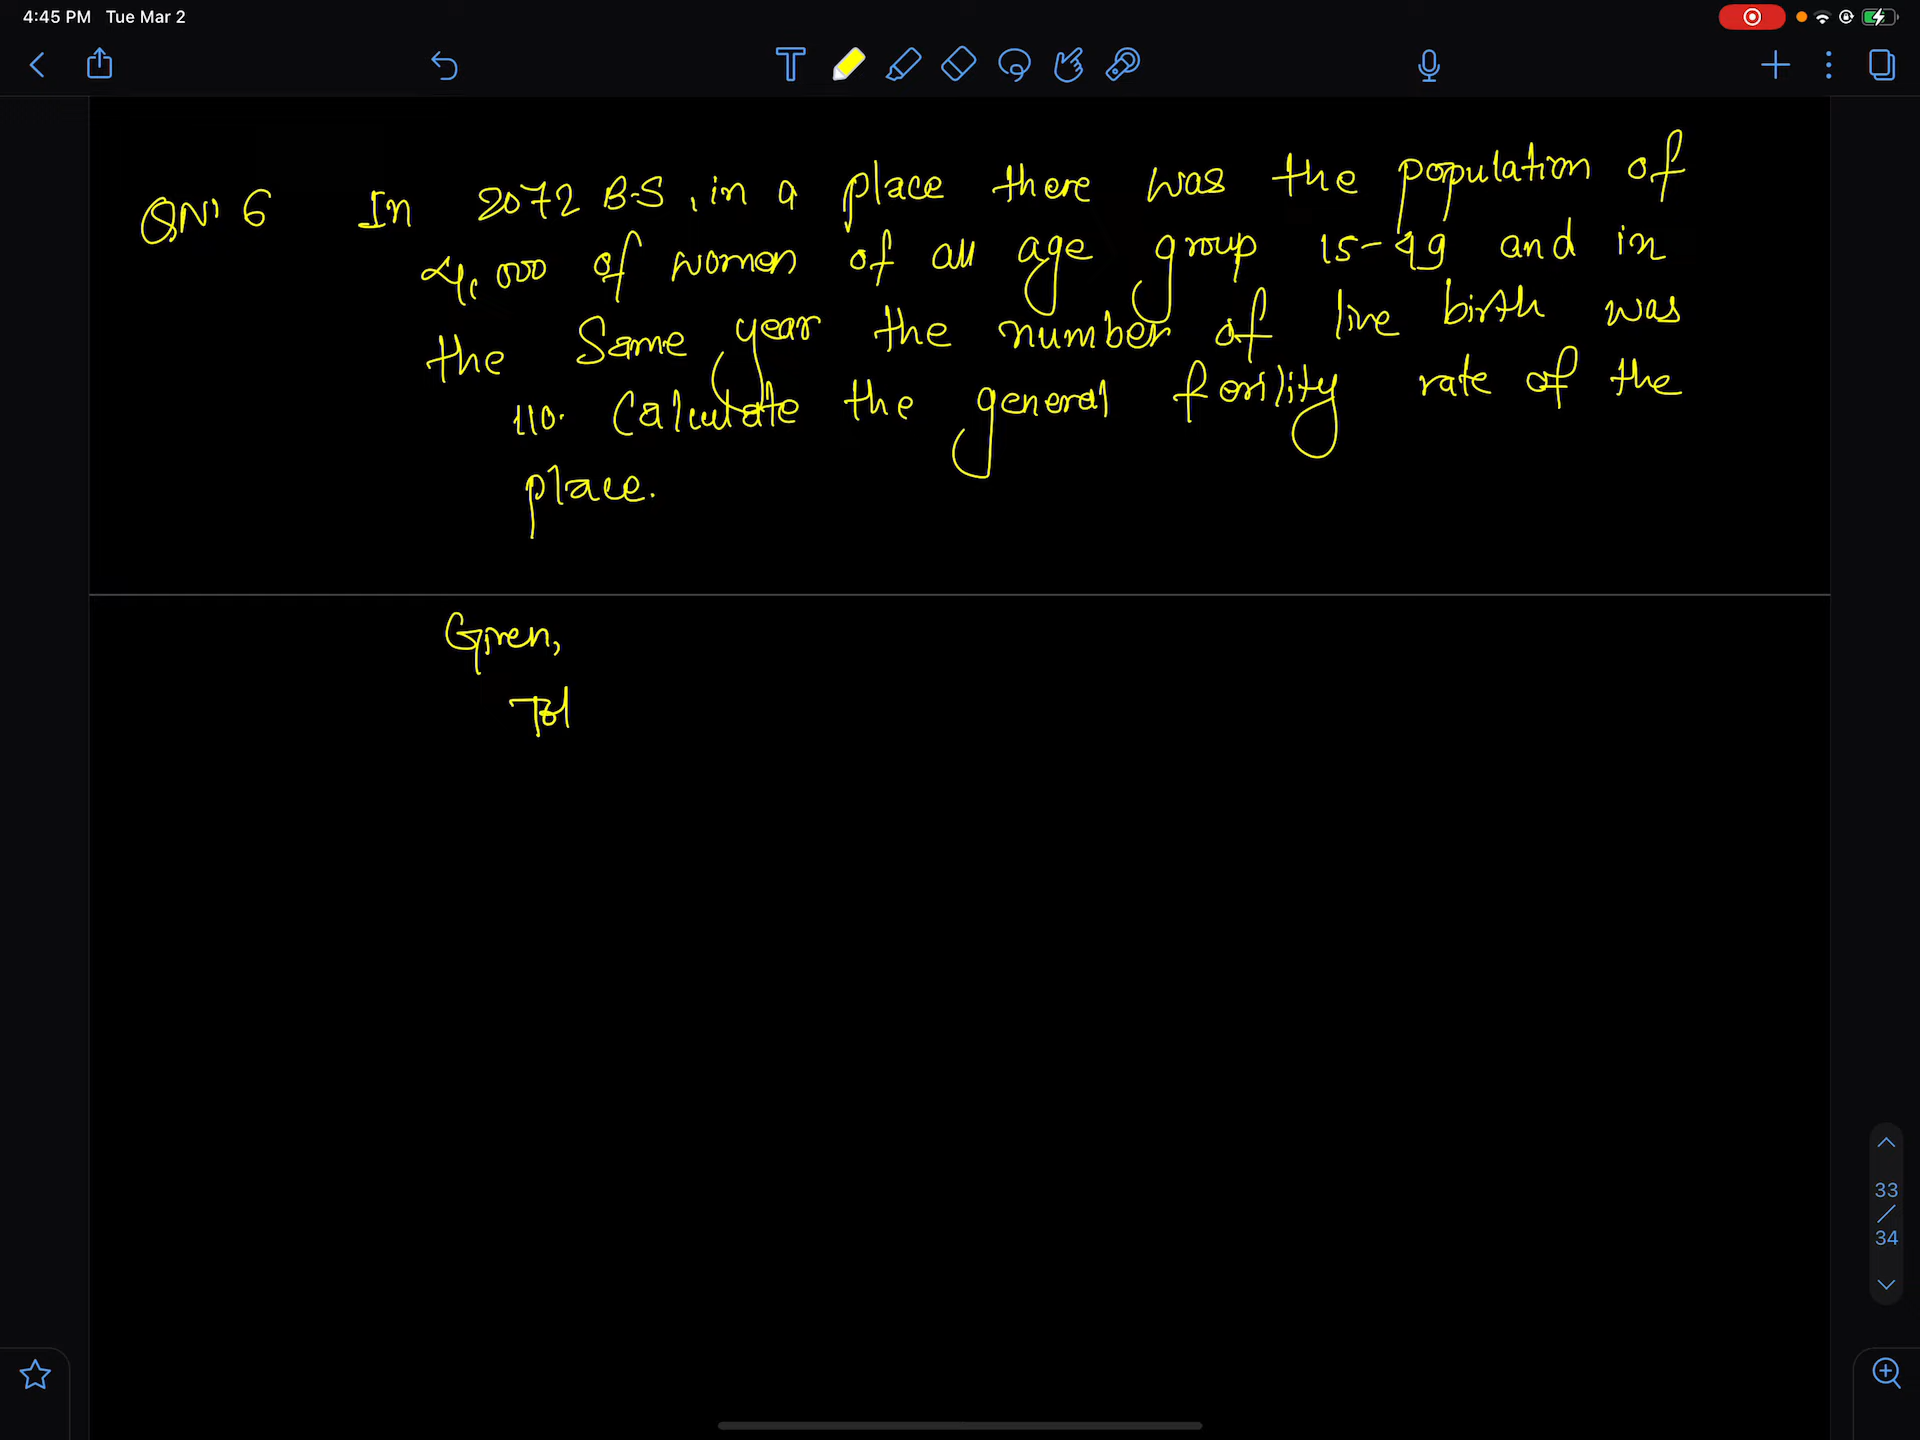 4:45 PM Tue Mar 2
QN' 6 In 2072 B.S, in a place there was the population of
4,000 of women of all age group 15-49 and in
the Same year the number of live birth was
110. Calculate the general ferility rate of the
place.
Given,
33
/
34